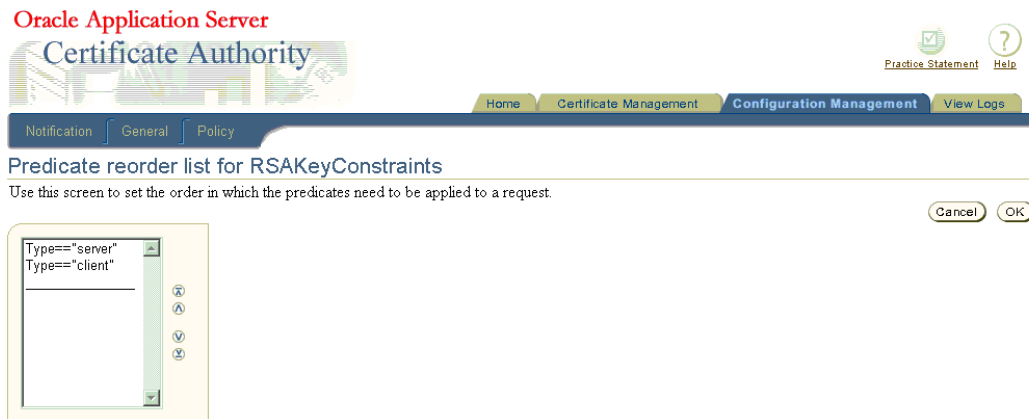 Oracle Application Server
Certificate Authority
Practice Statement Help
Home Certificate Management Configuration Management View Logs
Notification General Policy
Predicate reorder list for RSAKeyConstraints
Use this screen to set the order in which the predicates need to be applied to a request.
Cancel OK
Type=="server"
Type=="client"